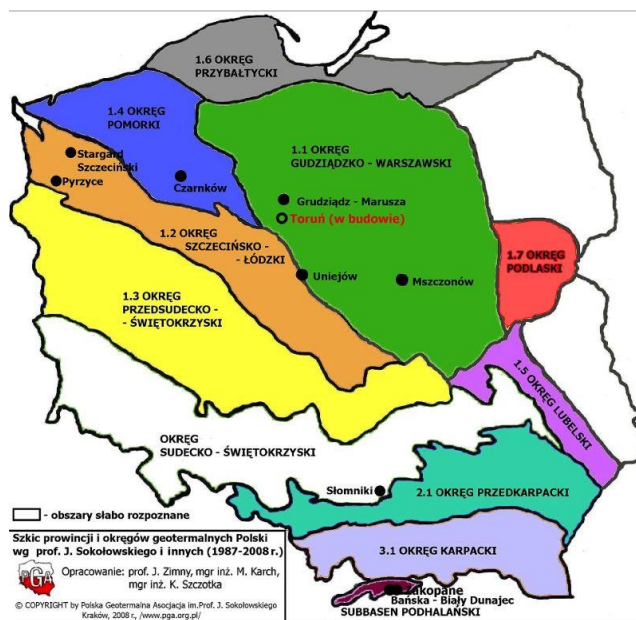 1.6 OKRĘG
PRZYBAŁTYCKI
1.4 OKRĘG
POMORKI
1.1 OKRĘG
GUDZIĄDZKO - WARSZAWSKI
Stargard
Szczeciński
Pyrzyce
Czarnków
Grudziądz - Marusza
Toruń (w budowie)
1.2 OKRĘG
SZCZECIŃSKO -
- ŁÓDZKI
1.7 OKRĘG
PODLASKI
Uniejów
Mszczonów
1.3 OKRĘG
PRZEDSUDECKO -
- ŚWIĘTOKRZYSKI
1.5 OKRĘG LUBELSKI
OKRĘG
SUDECKO - ŚWIĘTOKRZYSKI
Słomniki
2.1 OKRĘG PRZEDKARPACKI
- obszary słabo rozpoznane
3.1 OKRĘG KARPACKI
Szkic prowincji i okręgów geotermalnych Polski
wg prof. J. Sokołowskiego i innych (1987-2008 r.)
PGA
Opracowanie: prof. J. Zimny, mgr inż. M. Karch,
mgr inż. K. Szczotka
© COPYRIGHT by Polska Geotermalna Asocjacja im.Prof. J. Sokołowskiego
Kraków, 2008 r., /www.pga.org.pl/
Zakopane
Bańska - Biały Dunajec
SUBBASEN PODHALAŃSKI